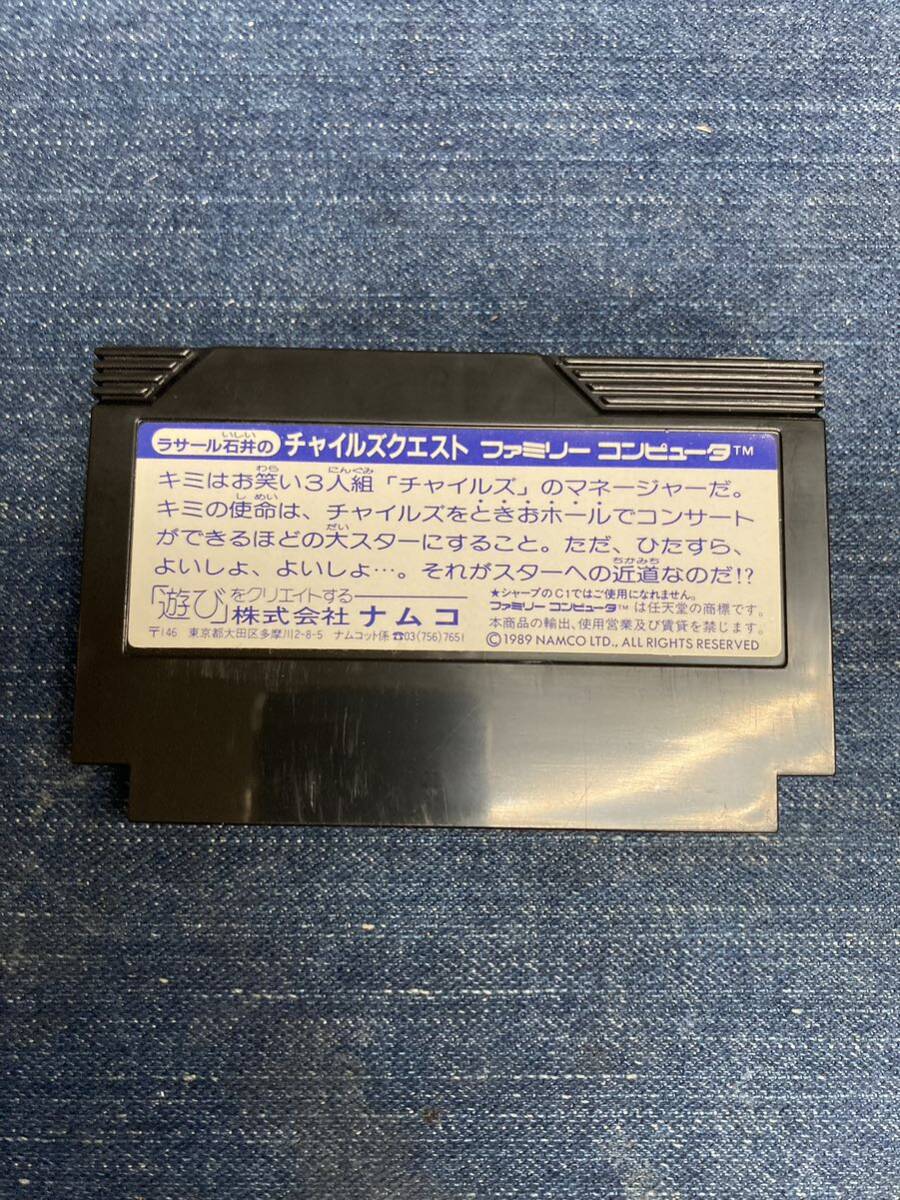 ラサール石井の チャイルズクエスト ファミリー コンピュータ™
キミはお笑い3人組「チャイルズ」のマネージャーだ。
キミの使命は、チャイルズをときおホールでコンサート
ができるほどの大スターにすること。ただ、ひたすら、
よいしょ、よいしょ…。それがスターへの近道なのだ!?
「遊び」をクリエイトする
株式会社 ナムコ
〒146 東京都大田区多摩川2-8-5 ナムコット係 ☎03(756)7651
★シャープのC1ではご使用になれません。
ファミリー コンピュータ™ は任天堂の商標です。
本商品の輸出、使用営業及び賃貸を禁じます。
©1989 NAMCO LTD., ALL RIGHTS RESERVED